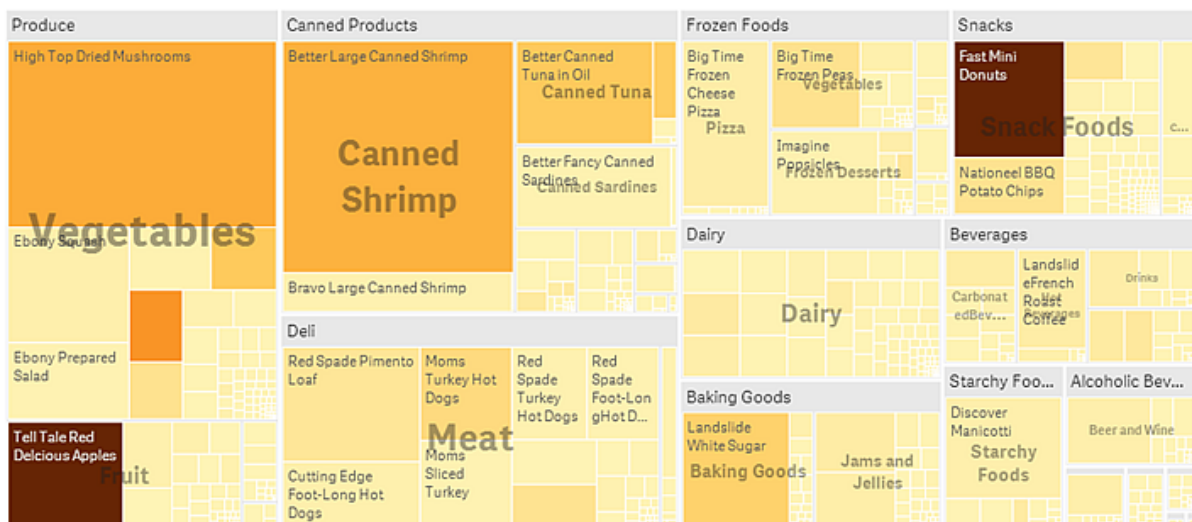 Produce
High Top Dried Mushrooms
Vegetables
Ebony Squash
Ebony Prepared
Salad
Tell Tale Red
Delcious Apples
Fruit
Canned Products
Better Large Canned Shrimp
Canned
Shrimp
Bravo Large Canned Shrimp
Better Canned
Tuna in Oil
Canned Tuna
Better Fancy Canned
Sardines
Canned Sardines
Deli
Red Spade Pimento
Loaf
Cutting Edge
Foot-Long Hot
Dogs
Moms
Turkey Hot
Dogs
Meat
Moms
Sliced
Turkey
Red
Spade
Turkey
Hot Dogs
Red
Spade
Foot-Lon
gHot D...
Frozen Foods
Big Time
Frozen
Cheese
Pizza
Pizza
Big Time
Frozen Peas
Vegetables
Imagine
Popsicles
Frozen Desserts
Dairy
Dairy
Baking Goods
Landslide
White Sugar
Baking Goods
Jams and
Jellies
Snacks
Fast Mini
Donuts
Snack Foods
C...
Nationeel BBQ
Potato Chips
Beverages
Carbonat
edBev...
Landslid
eFrench
Roast
Coffee
Hot
Beverages
Drinks
Starchy Foo...
Discover
Manicotti
Starchy
Foods
Alcoholic Bev...
Beer and Wine